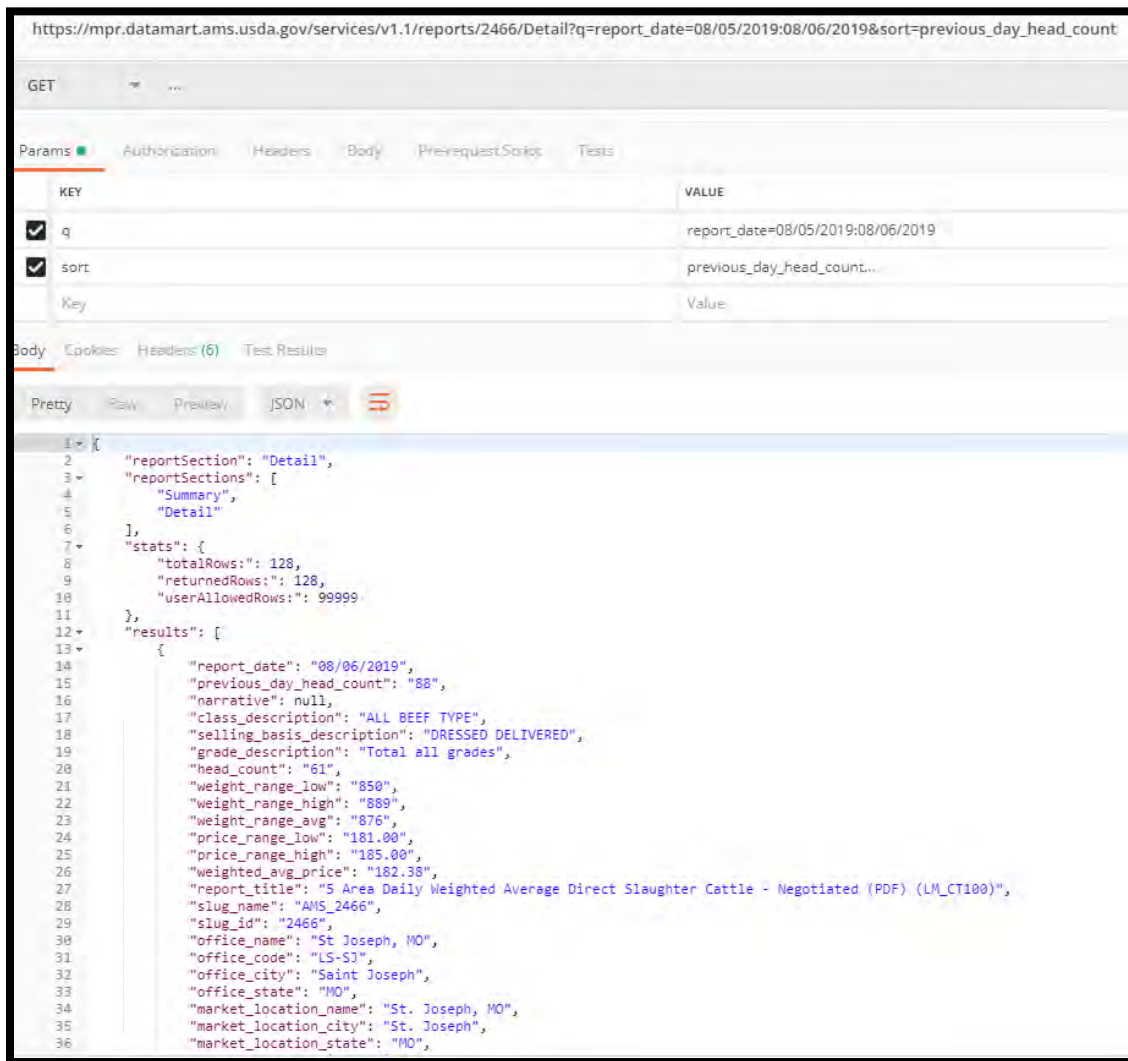 https://mpr.datamart.ams.usda.gov/services/v1.1/reports/2466/Detail?q=report_date=08/05/2019:08/06/2019&sort=previous_day_head_count
GET ...
Params Authorization Headers Body Pre-request Script Tests
KEY VALUE
q report_date=08/05/2019:08/06/2019
sort previous_day_head_count...
Key Value
Body Cookies Headers (6) Test Results
Pretty Raw Preview JSON
1 {
2 "reportSection": "Detail",
3 "reportSections": [
4 "Summary",
5 "Detail"
6 ],
7 "stats": {
8 "totalRows:": 128,
9 "returnedRows:": 128,
10 "userAllowedRows:": 99999
11 },
12 "results": [
13 {
14 "report_date": "08/06/2019",
15 "previous_day_head_count": "88",
16 "narrative": null,
17 "class_description": "ALL BEEF TYPE",
18 "selling_basis_description": "DRESSED DELIVERED",
19 "grade_description": "Total all grades",
20 "head_count": "61",
21 "weight_range_low": "850",
22 "weight_range_high": "889",
23 "weight_range_avg": "876",
24 "price_range_low": "181.00",
25 "price_range_high": "185.00",
26 "weighted_avg_price": "182.38",
27 "report_title": "5 Area Daily Weighted Average Direct Slaughter Cattle - Negotiated (PDF) (LM_CT100)",
28 "slug_name": "AMS_2466",
29 "slug_id": "2466",
30 "office_name": "St Joseph, MO",
31 "office_code": "LS-SJ",
32 "office_city": "Saint Joseph",
33 "office_state": "MO",
34 "market_location_name": "St. Joseph, MO",
35 "market_location_city": "St. Joseph",
36 "market_location_state": "MO",